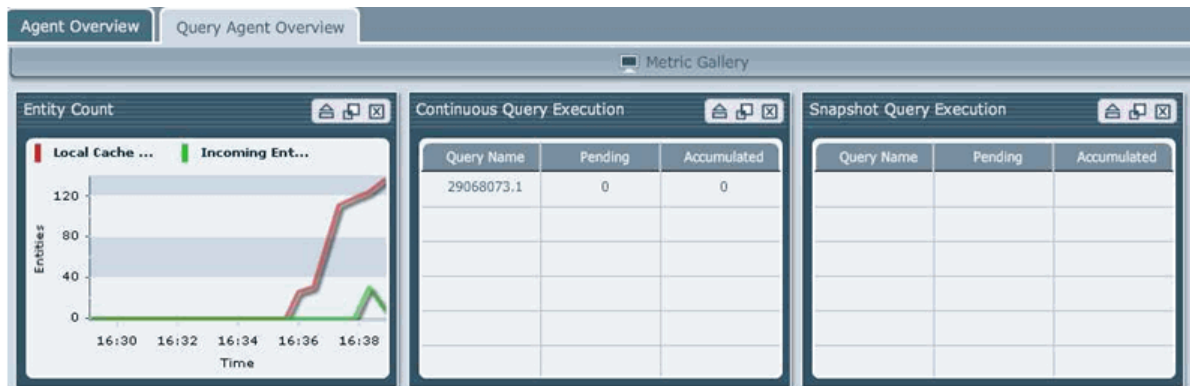 Agent Overview Query Agent Overview
Metric Gallery
Entity Count
Local Cache ... Incoming Ent...
120
80
40
0
Entities
16:30 16:32 16:34 16:36 16:38
Time
Continuous Query Execution
Query Name Pending Accumulated
29068073.1 0 0
Snapshot Query Execution
Query Name Pending Accumulated